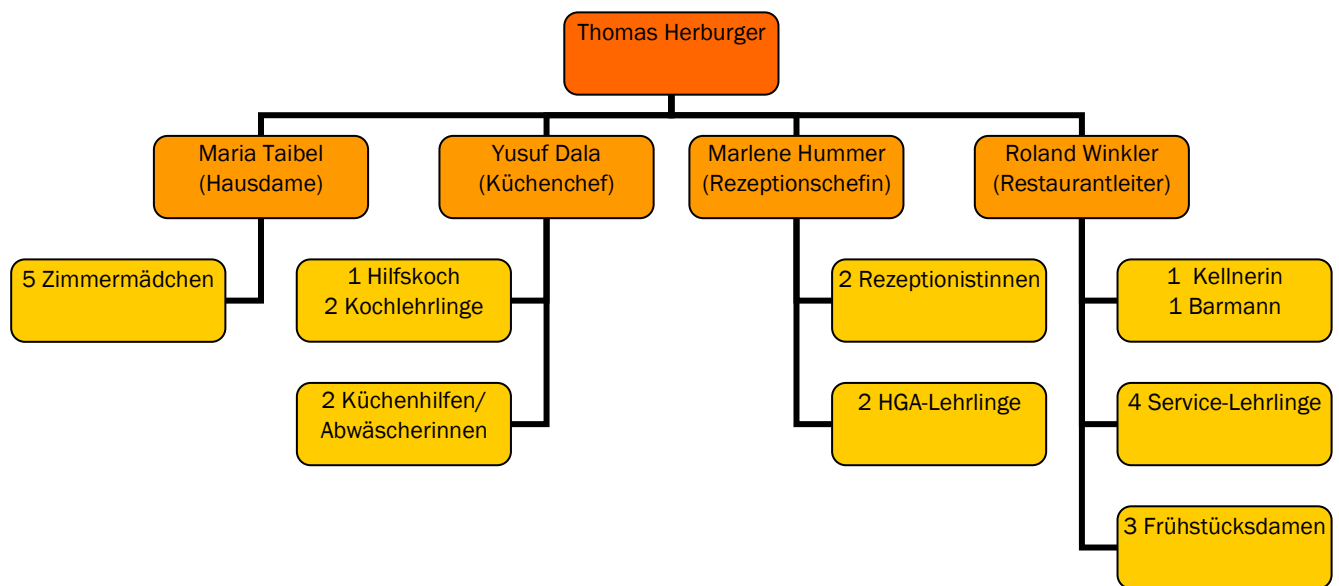 Thomas Herburger
Maria Taibel
(Hausdame)
Yusuf Dala
(Küchenchef)
Marlene Hummer
(Rezeptionschefin)
Roland Winkler
(Restaurantleiter)
5 Zimmermädchen
1 Hilfskoch
2 Kochlehrlinge
2 Rezeptionistinnen
1 Kellnerin
1 Barmann
2 Küchenhilfen/
Abwäscherinnen
2 HGA-Lehrlinge
4 Service-Lehrlinge
3 Frühstücksdamen